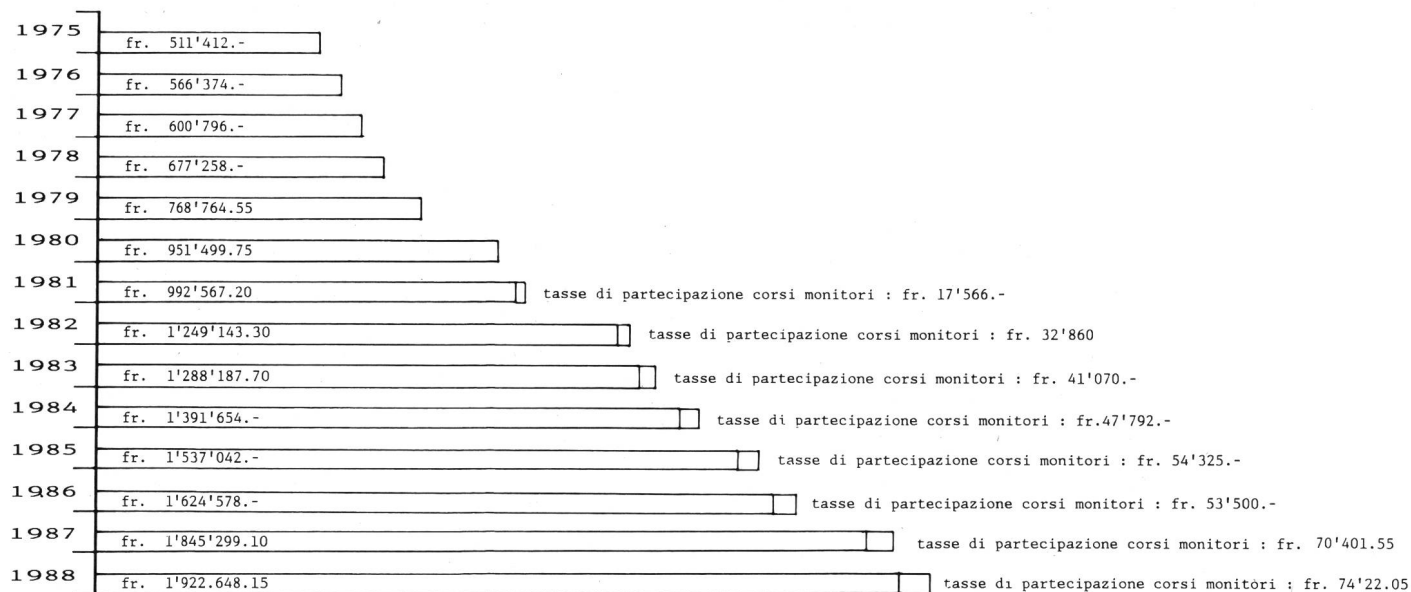 1975 fr. 511'412.-
1976 fr. 566'374.-
1977 fr. 600'796.-
1978 fr. 677'258.-
1979 fr. 768'764.55
1980 fr. 951'499.75
1981 fr. 992'567.20 tasse di partecipazione corsi monitori : fr. 17'566.-
1982 fr. 1'249'143.30 tasse di partecipazione corsi monitori : fr. 32'860
1983 fr. 1'288'187.70 tasse di partecipazione corsi monitori : fr. 41'070.-
1984 fr. 1'391'654.- tasse di partecipazione corsi monitori : fr.47'792.-
1985 fr. 1'537'042.- tasse di partecipazione corsi monitori : fr. 54'325.-
1986 fr. 1'624'578.- tasse di partecipazione corsi monitori : fr. 53'500.-
1987 fr. 1'845'299.10 tasse di partecipazione corsi monitori : fr. 70'401.55
1988 fr. 1'922.648.15 tasse di partecipazione corsi monitori : fr. 74'22.05